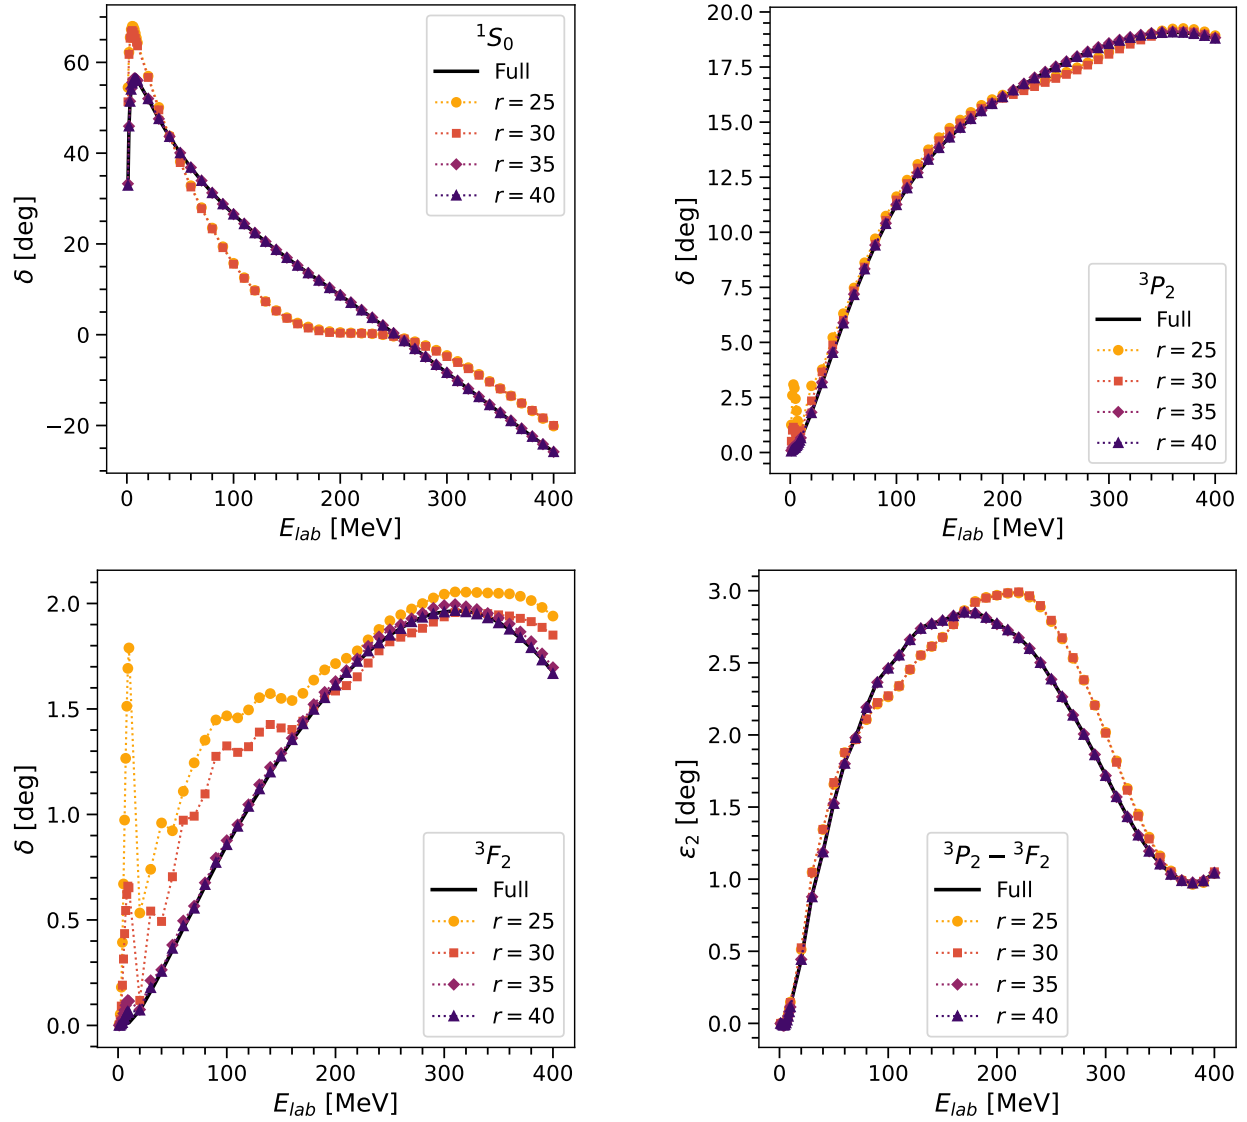 ¹S₀
Full
r = 25
r = 30
r = 35
r = 40
60
40
20
0
−20
δ [deg]
0
100
200
300
400
E_lab [MeV]
³P₂
Full
r = 25
r = 30
r = 35
r = 40
20.0
17.5
15.0
12.5
10.0
7.5
5.0
2.5
0.0
δ [deg]
0
100
200
300
400
E_lab [MeV]
³F₂
Full
r = 25
r = 30
r = 35
r = 40
2.0
1.5
1.0
0.5
0.0
δ [deg]
0
100
200
300
400
E_lab [MeV]
³P₂ − ³F₂
Full
r = 25
r = 30
r = 35
r = 40
3.0
2.5
2.0
1.5
1.0
0.5
0.0
ε₂ [deg]
0
100
200
300
400
E_lab [MeV]